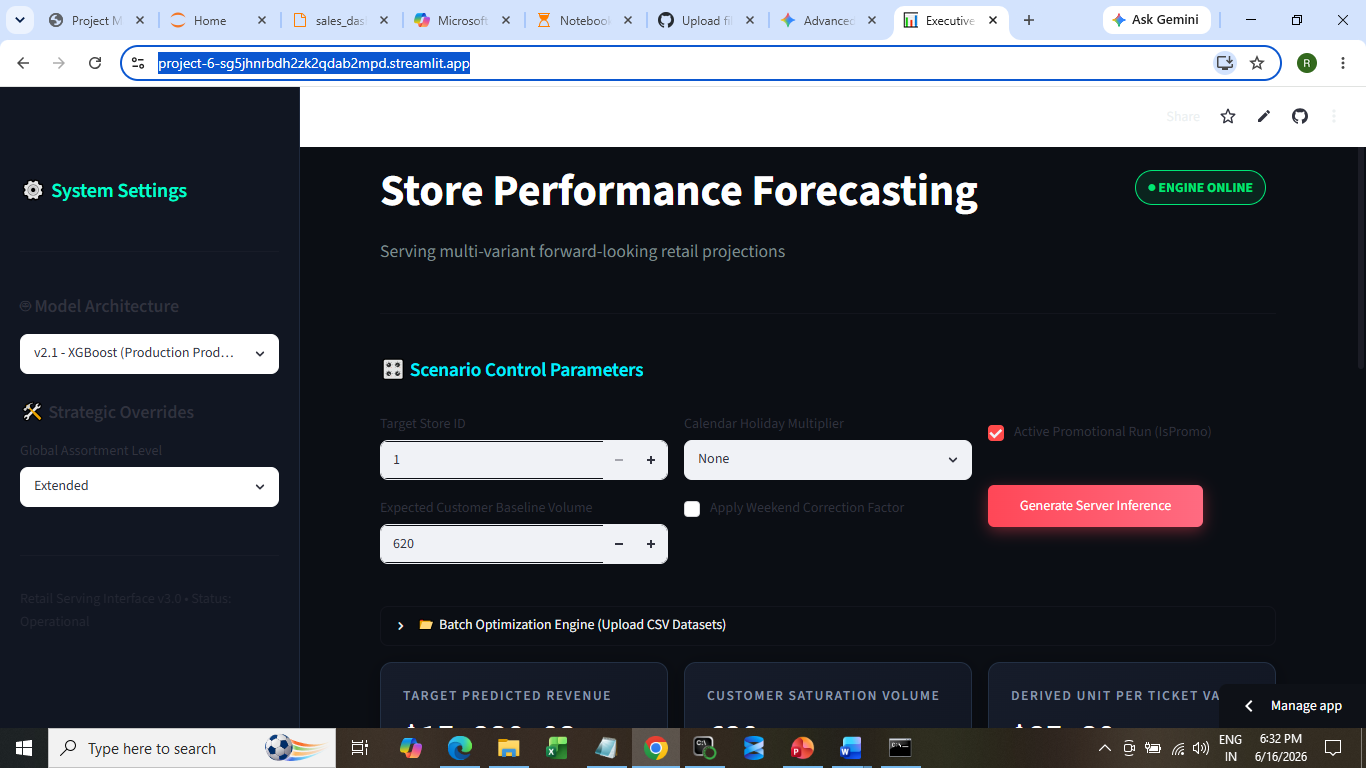 Project M
Home
sales_das
Microsoft
Noteboo
Upload fil
Advanced
Executive
Ask Gemini
project-6-sg5jhnrbdh2zk2qdab2mpd.streamlit.app
R
Share
System Settings
Model Architecture
v2.1 - XGBoost (Production Prod…
Strategic Overrides
Global Assortment Level
Extended
Retail Serving Interface v3.0 • Status:
Operational
Store Performance Forecasting
ENGINE ONLINE
Serving multi-variant forward-looking retail projections
Scenario Control Parameters
Target Store ID
1
Calendar Holiday Multiplier
None
Active Promotional Run (IsPromo)
Expected Customer Baseline Volume
620
Apply Weekend Correction Factor
Generate Server Inference
Batch Optimization Engine (Upload CSV Datasets)
TARGET PREDICTED REVENUE
CUSTOMER SATURATION VOLUME
DERIVED UNIT PER TICKET VA
Manage app
Type here to search
ENG
IN
6:32 PM
6/16/2026